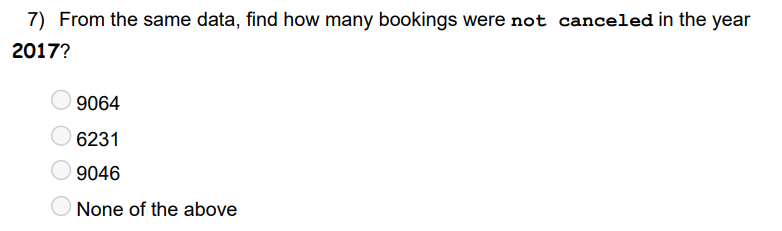 7) From the same data, find how many bookings were not canceled in the year
2017?
9064
6231
9046
None of the above